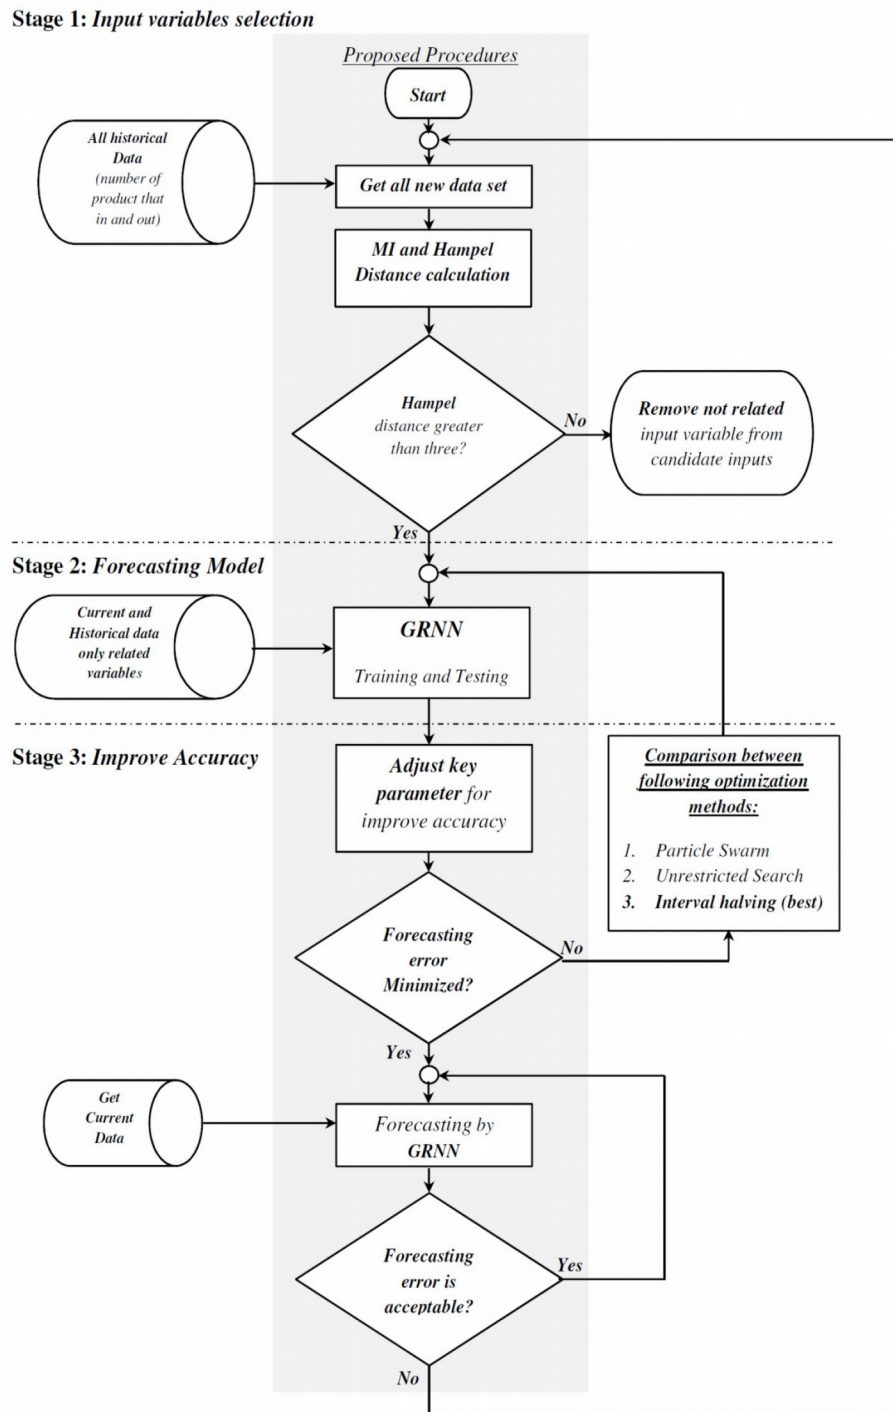 Stage 1: Input variables selection
Proposed Procedures
Start
All historical
Data
(number of
product that
in and out)
Get all new data set
MI and Hampel
Distance calculation
Hampel
distance greater
than three?
No
Remove not related
input variable from
candidate inputs
Yes
Stage 2: Forecasting Model
Current and
Historical data
only related
variables
GRNN
Training and Testing
Stage 3: Improve Accuracy
Adjust key
parameter for
improve accuracy
Comparison between
following optimization
methods:
1. Particle Swarm
2. Unrestricted Search
3. Interval halving (best)
Forecasting
error
Minimized?
No
Yes
Get
Current
Data
Forecasting by
GRNN
Forecasting
error is
acceptable?
Yes
No